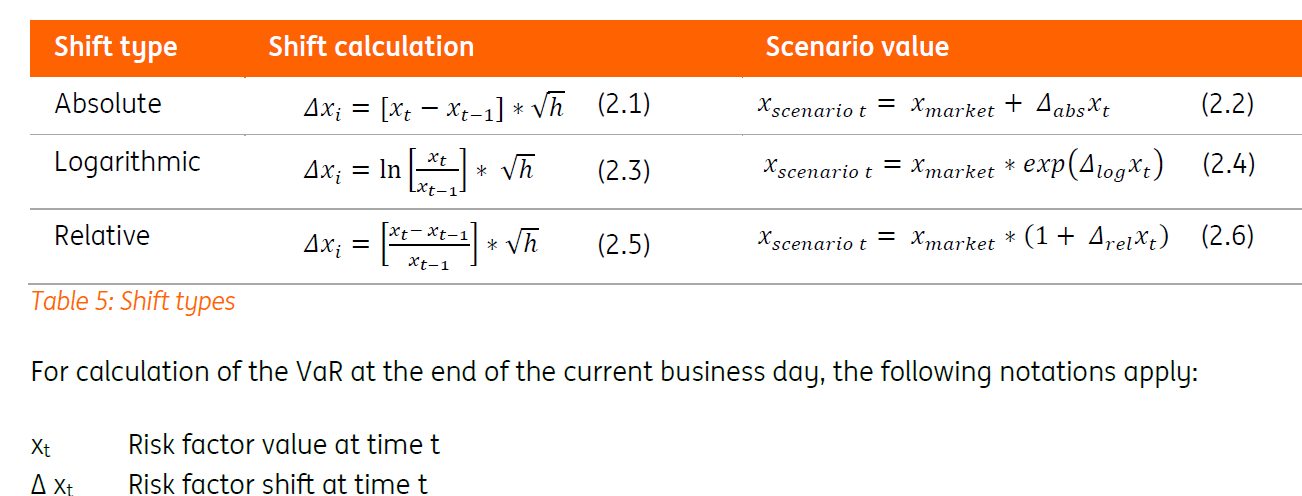 Shift type Shift calculation Scenario value
Absolute Δx_i = [x_t − x_{t−1}] * √h (2.1) x_{scenario t} = x_{market} + Δ_{abs}x_t (2.2)
Logarithmic Δx_i = ln[x_t / x_{t−1}] * √h (2.3) x_{scenario t} = x_{market} * exp(Δ_{log}x_t) (2.4)
Relative Δx_i = [(x_t − x_{t−1}) / x_{t−1}] * √h (2.5) x_{scenario t} = x_{market} * (1 + Δ_{rel}x_t) (2.6)
Table 5: Shift types
For calculation of the VaR at the end of the current business day, the following notations apply:
x_t Risk factor value at time t
Δ x_t Risk factor shift at time t